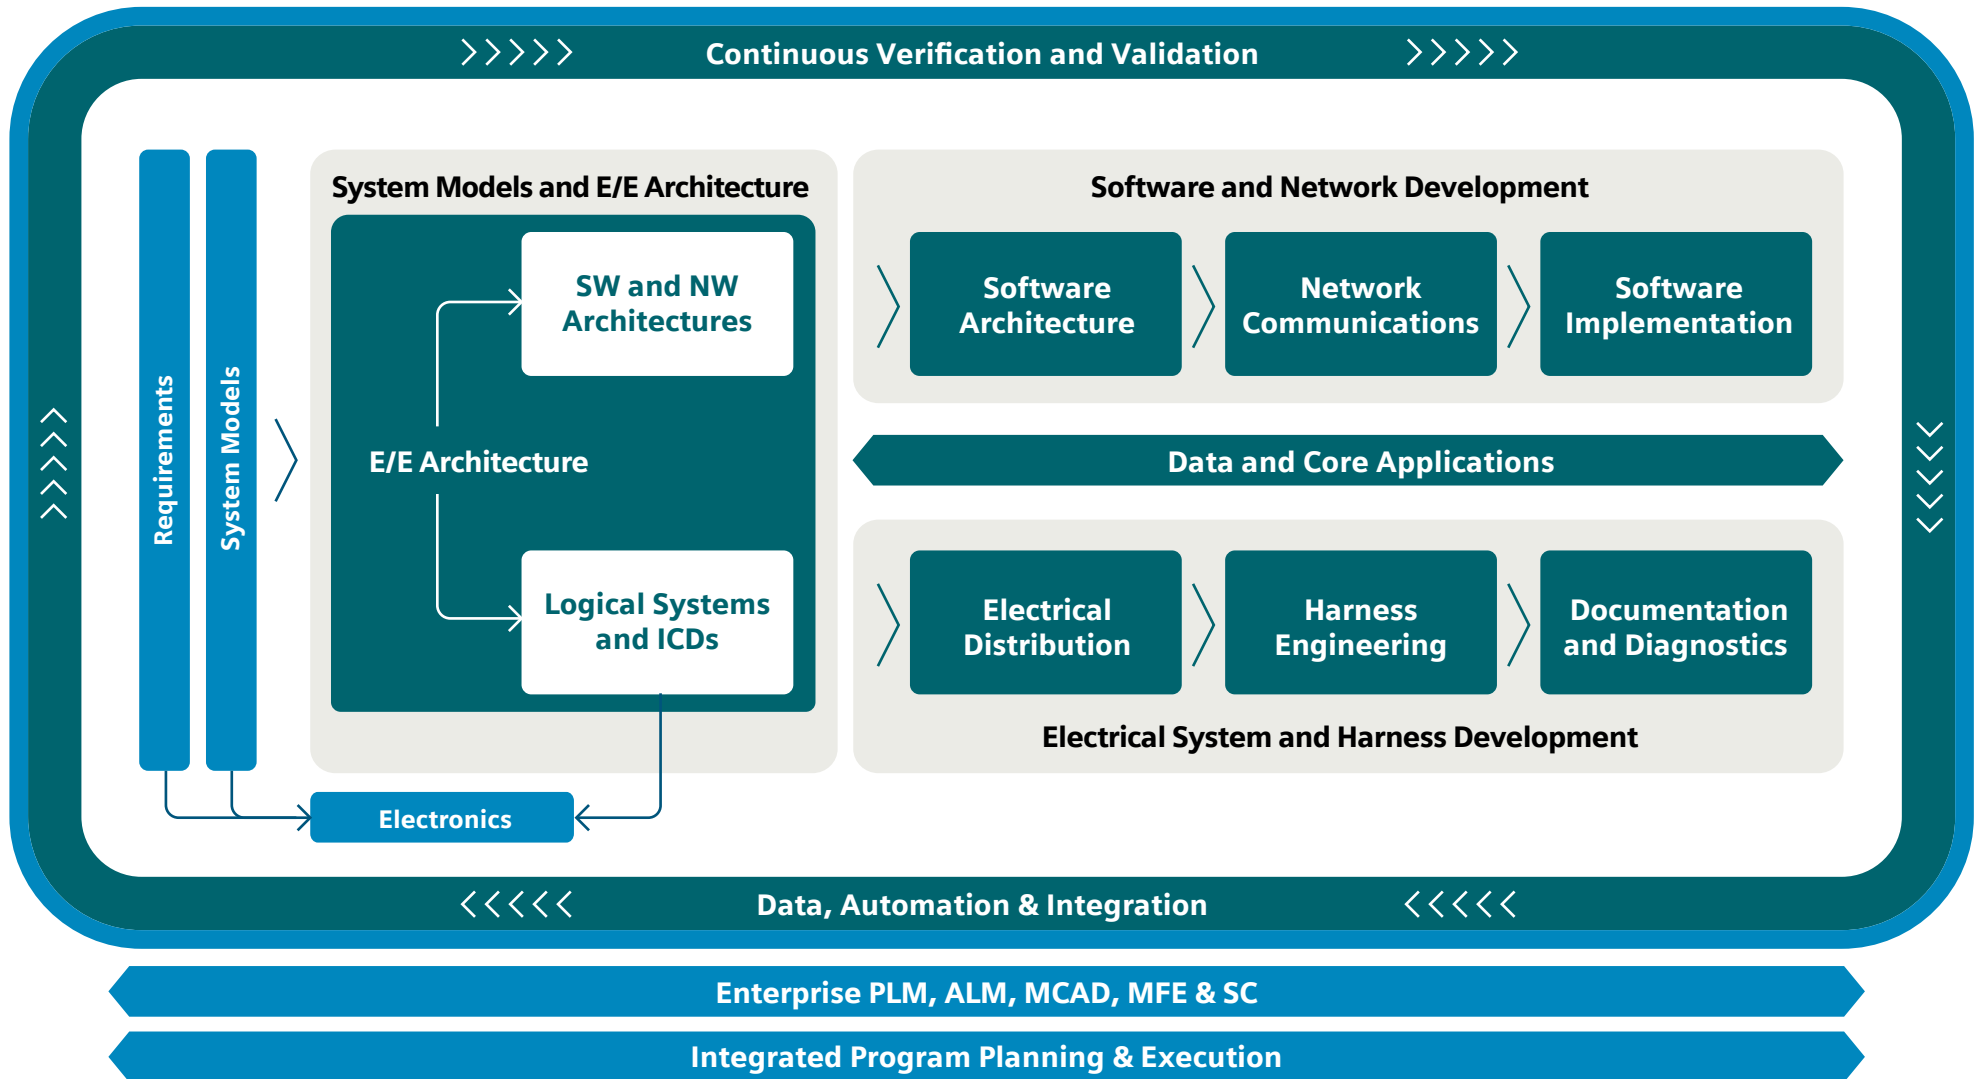 Continuous Verification and Validation
Requirements
System Models
System Models and E/E Architecture
SW and NW
Architectures
E/E Architecture
Logical Systems
and ICDs
Electronics
Software and Network Development
Software
Architecture
Network
Communications
Software
Implementation
Data and Core Applications
Electrical
Distribution
Harness
Engineering
Documentation
and Diagnostics
Electrical System and Harness Development
Data, Automation & Integration
Enterprise PLM, ALM, MCAD, MFE & SC
Integrated Program Planning & Execution